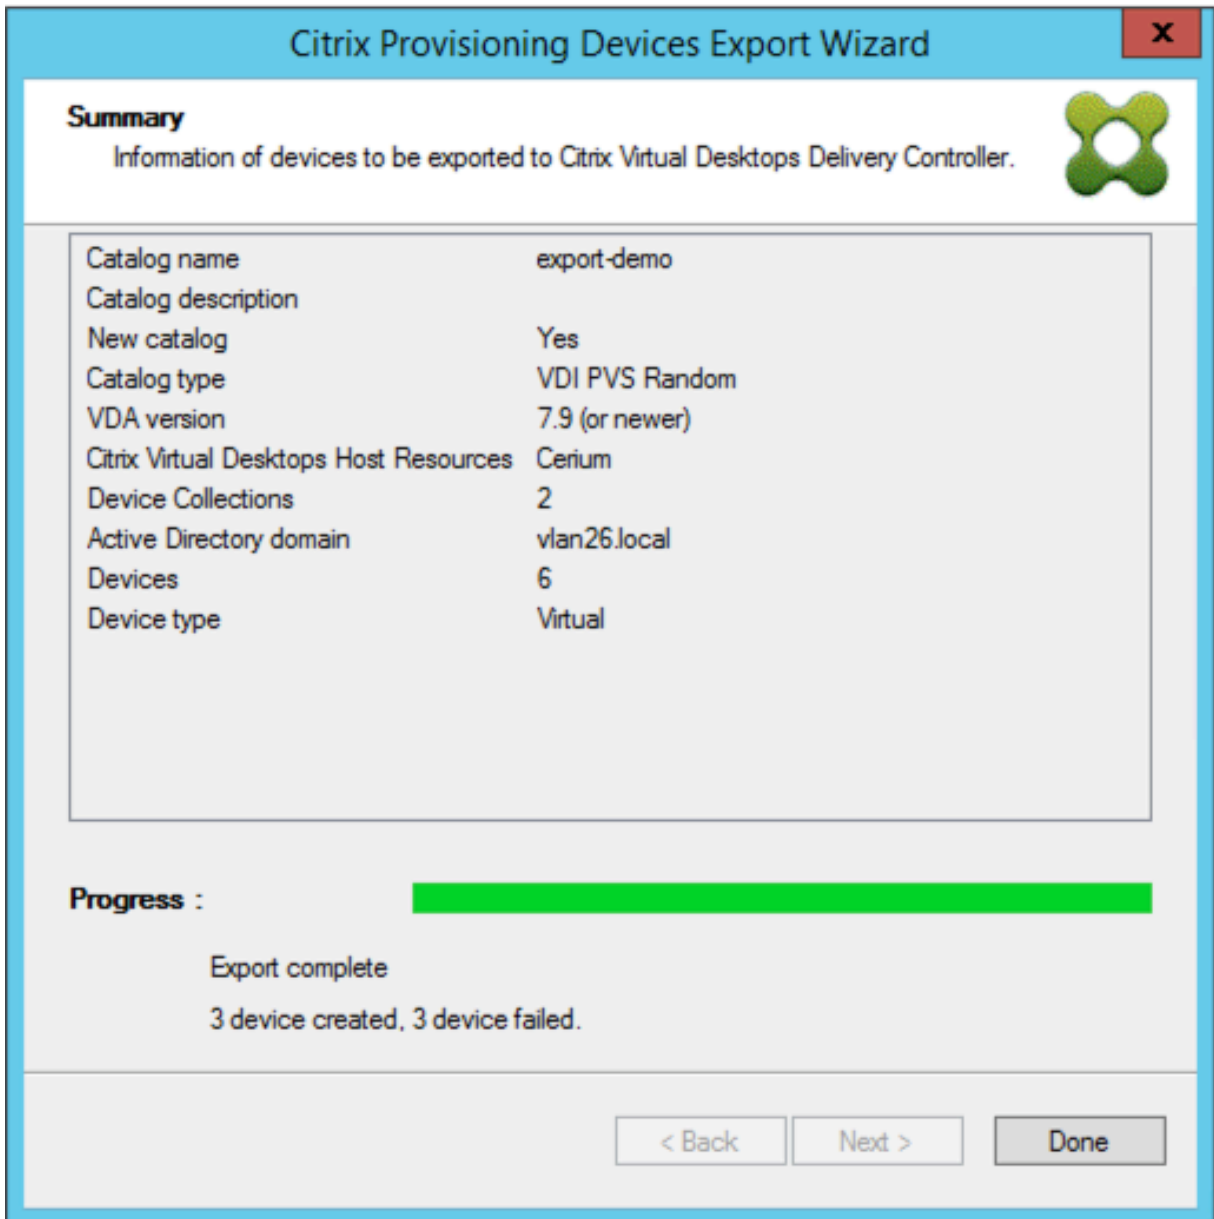 Citrix Provisioning Devices Export Wizard
x
Summary
Information of devices to be exported to Citrix Virtual Desktops Delivery Controller.
Catalog name export-demo
Catalog description
New catalog Yes
Catalog type VDI PVS Random
VDA version 7.9 (or newer)
Citrix Virtual Desktops Host Resources Cerium
Device Collections 2
Active Directory domain vlan26.local
Devices 6
Device type Virtual
Progress :
Export complete
3 device created, 3 device failed.
< Back Next > Done